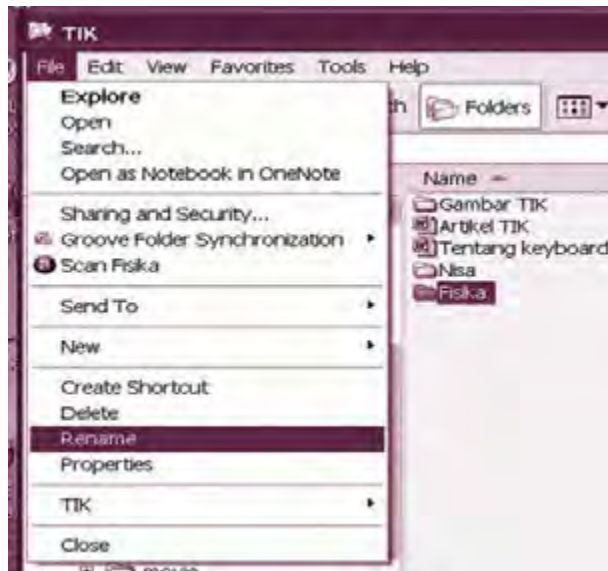 TIK
File Edit View Favorites Tools Help
Explore
Open
Search...
Open as Notebook in OneNote
Sharing and Security...
Groove Folder Synchronization
Scan Fisika
Send To
New
Create Shortcut
Delete
Rename
Properties
TIK
Close
Folders
Name
Gambar TIK
Artikel TIK
Tentang keyboard
Nisa
Fisika